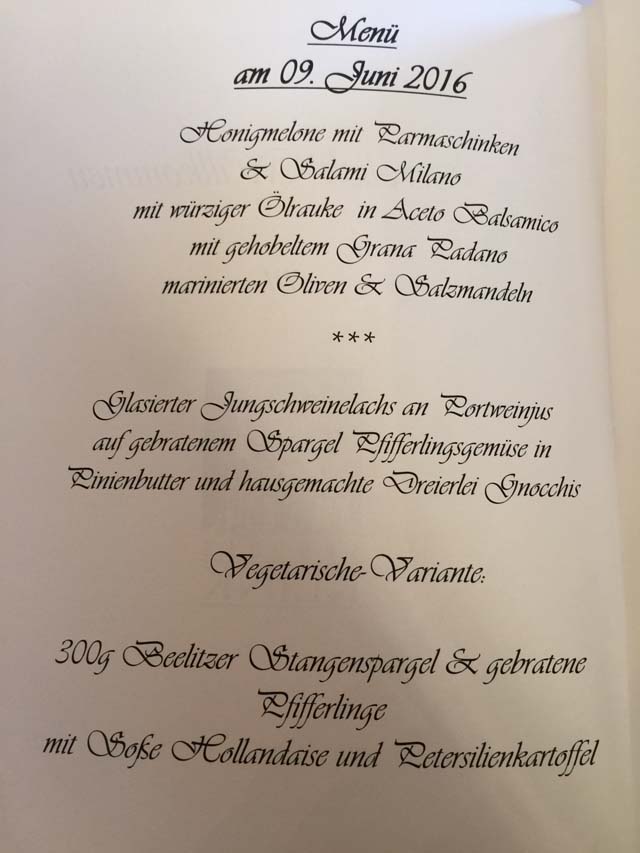 Menü
am 09. Juni 2016
Honigmelone mit Parmaschinken
& Salami Milano
mit würziger Ölrauke in Aceto Balsamico
mit gehobeltem Grana Padano
marinierten Oliven & Salzmandeln
***
Glasierter Jungschweinelachs an Portweinjus
auf gebratenem Spargel Pfifferlingsgemüse in
Pinienbutter und hausgemachte Dreierlei Gnocchis
Vegetarische-Variante:
300g Beelitzer Stangenspargel & gebratene
Pfifferlinge
mit Soße Hollandaise und Petersilienkartoffel